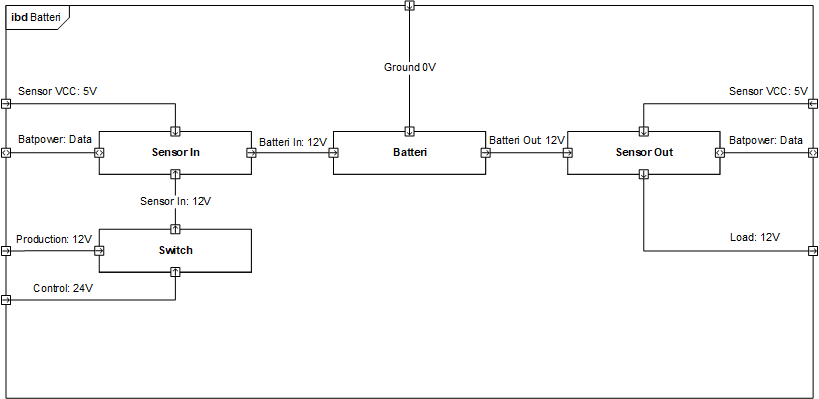 ibd Batteri
Ground 0V
Sensor VCC: 5V
Sensor VCC: 5V
Batpower: Data
Sensor In
Batteri In: 12V
Batteri
Batteri Out: 12V
Sensor Out
Batpower: Data
Sensor In: 12V
Production: 12V
Switch
Load: 12V
Control: 24V